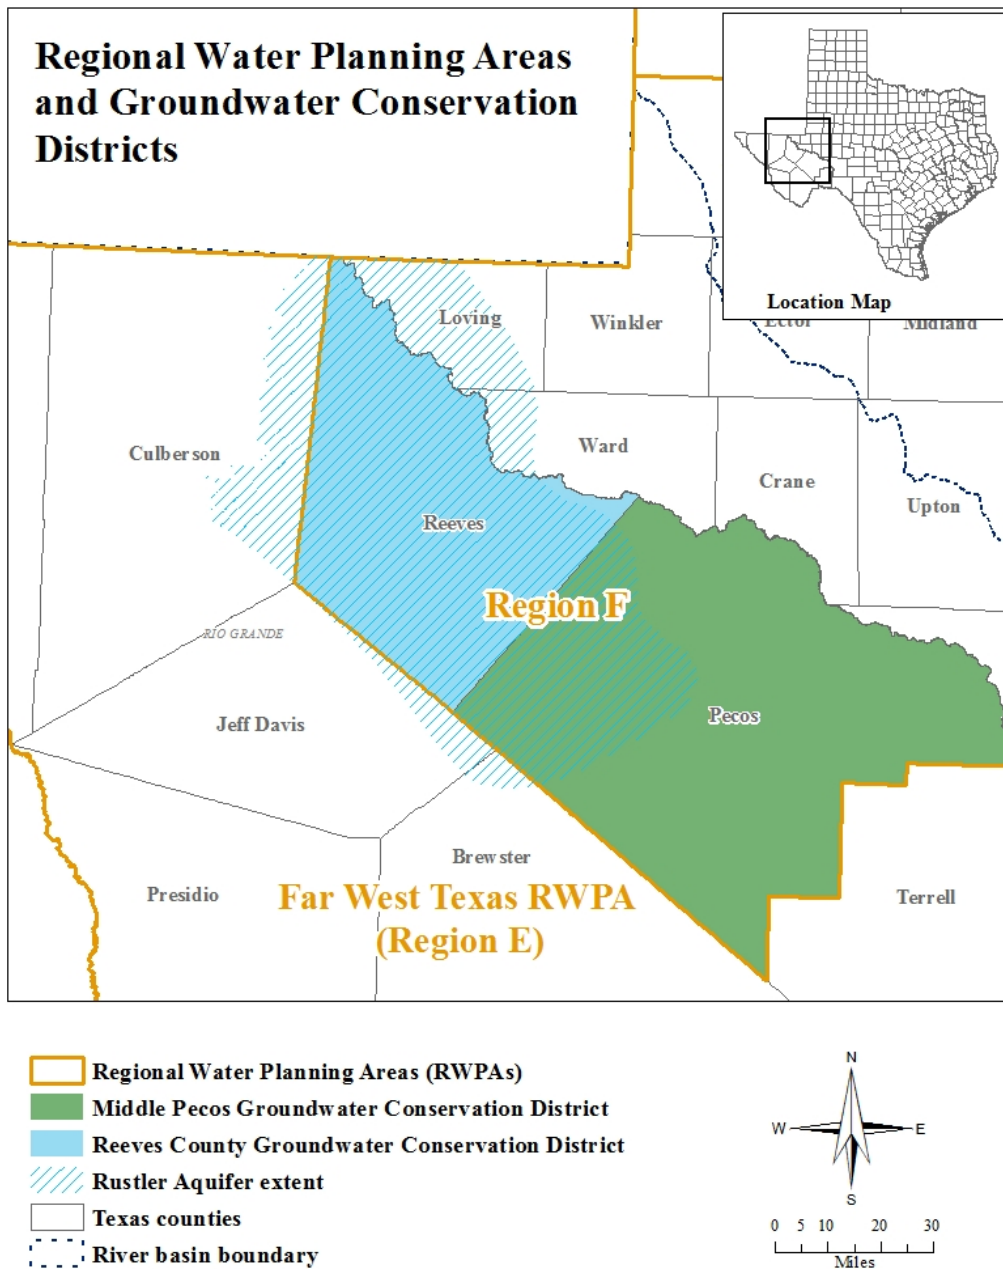 Regional Water Planning Areas
and Groundwater Conservation
Districts
Location Map
Loving
Winkler
Ector
Midland
Culberson
Ward
Crane
Upton
Reeves
Region F
RIO GRANDE
Jeff Davis
Pecos
Brewster
Presidio
Far West Texas RWPA
(Region E)
Terrell
Regional Water Planning Areas (RWPAs)
Middle Pecos Groundwater Conservation District
Reeves County Groundwater Conservation District
Rustler Aquifer extent
Texas counties
River basin boundary
N
W
E
S
0 5 10 20 30
Miles